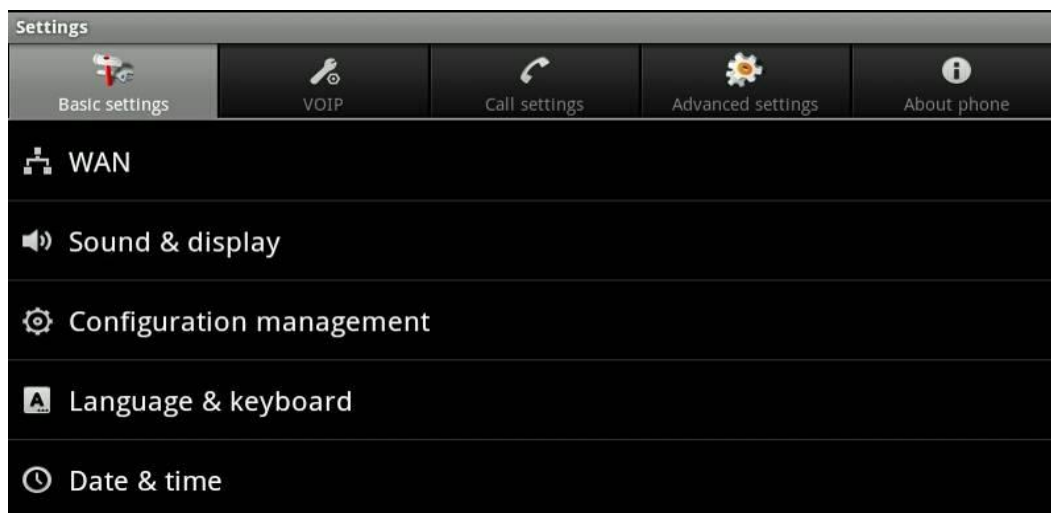 Settings
Basic settings
VOIP
Call settings
Advanced settings
About phone
WAN
Sound & display
Configuration management
Language & keyboard
Date & time